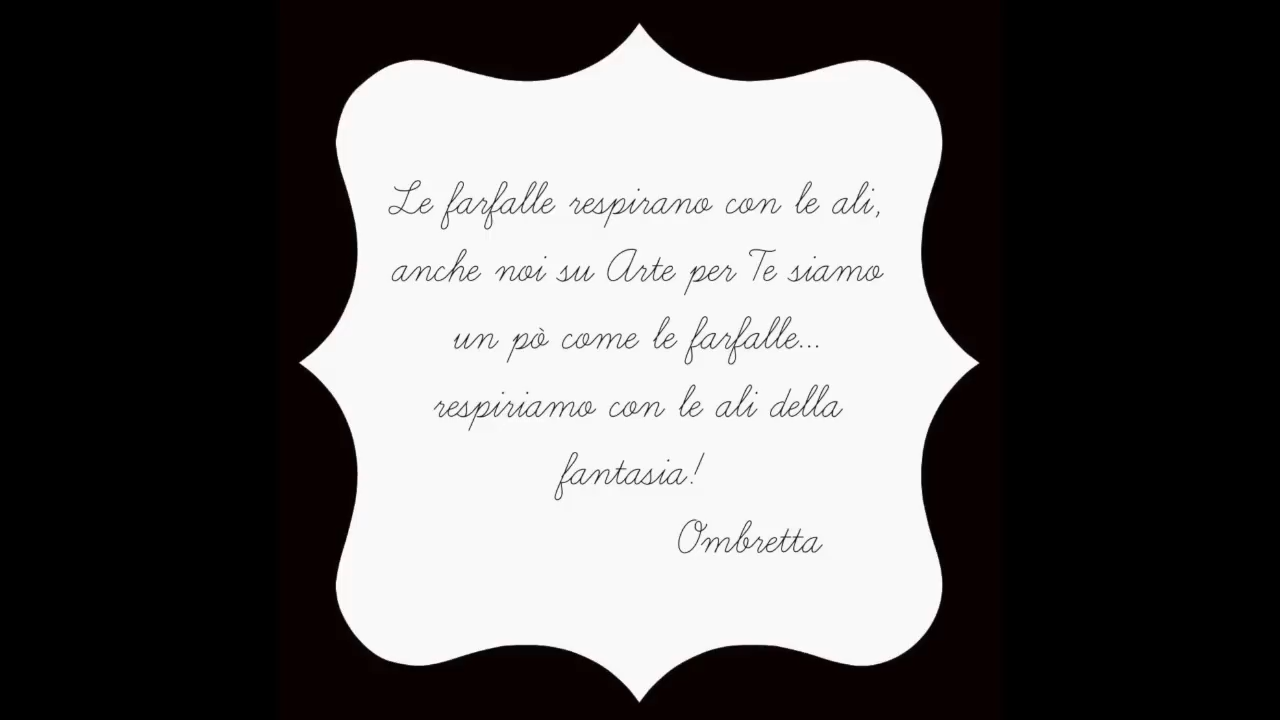 Le farfalle respirano con le ali,
anche noi su Arte per Te siamo
un pò come le farfalle...
respiriamo con le ali della
fantasia!
Ombretta